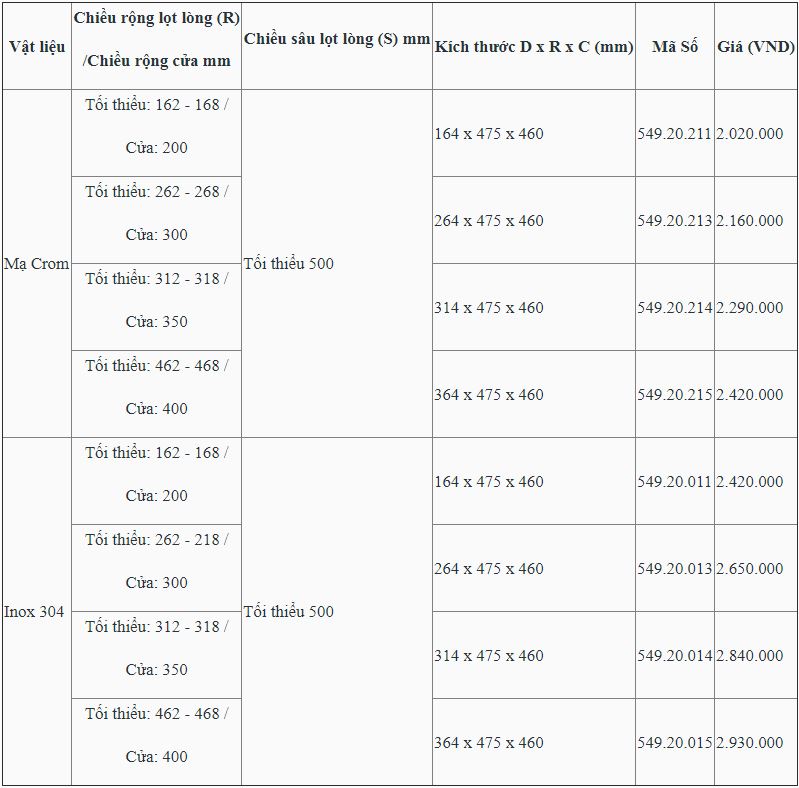 Vật liệu
Chiều rộng lọt lòng (R)
/Chiều rộng cửa mm
Chiều sâu lọt lòng (S) mm
Kích thước D x R x C (mm)
Mã Số
Giá (VND)
Mạ Crom
Tối thiểu: 162 - 168 /
Cửa: 200
Tối thiểu 500
164 x 475 x 460
549.20.211
2.020.000
Tối thiểu: 262 - 268 /
Cửa: 300
264 x 475 x 460
549.20.213
2.160.000
Tối thiểu: 312 - 318 /
Cửa: 350
314 x 475 x 460
549.20.214
2.290.000
Tối thiểu: 462 - 468 /
Cửa: 400
364 x 475 x 460
549.20.215
2.420.000
Inox 304
Tối thiểu: 162 - 168 /
Cửa: 200
Tối thiểu 500
164 x 475 x 460
549.20.011
2.420.000
Tối thiểu: 262 - 218 /
Cửa: 300
264 x 475 x 460
549.20.013
2.650.000
Tối thiểu: 312 - 318 /
Cửa: 350
314 x 475 x 460
549.20.014
2.840.000
Tối thiểu: 462 - 468 /
Cửa: 400
364 x 475 x 460
549.20.015
2.930.000